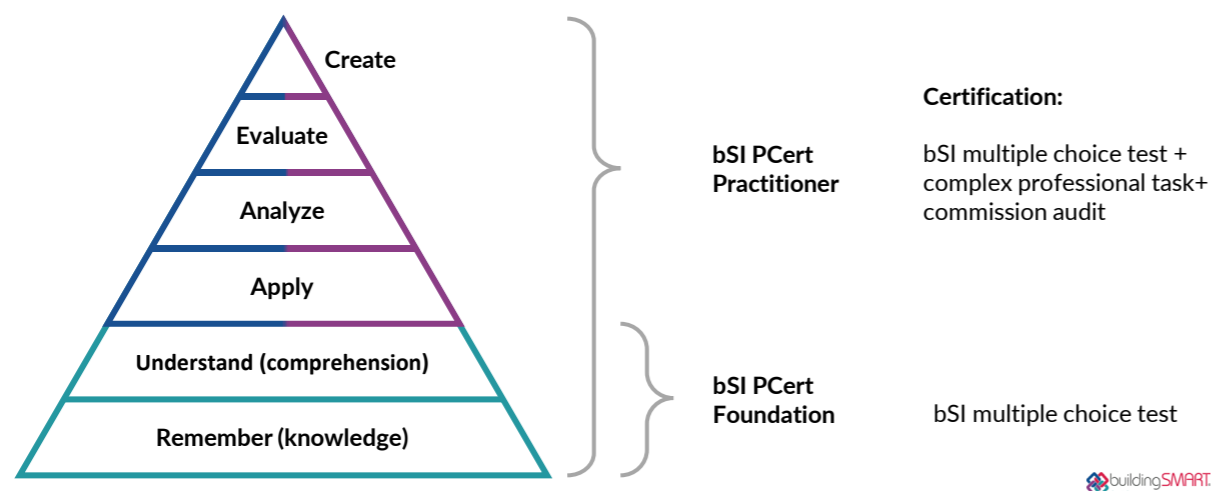 Create
Evaluate
Analyze
Apply
Understand (comprehension)
Remember (knowledge)
bSI PCert
Practitioner
Certification:
bSI multiple choice test +
complex professional task+
commission audit
bSI PCert
Foundation
bSI multiple choice test
buildingSMART